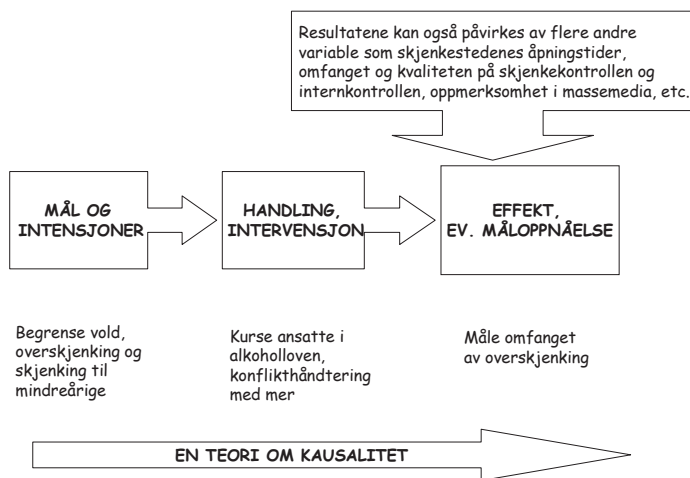 Resultatene kan også påvirkes av flere andre
variable som skjenkestedenes åpningstider,
omfanget og kvaliteten på skjenkekontrollen og
internkontrollen, oppmerksomhet i massemedia, etc.
MÅL OG
INTENSJONER
HANDLING,
INTERVENSJON
EFFEKT,
EV. MÅLOPPNÅELSE
Begrense vold,
overskjenking og
skjenking til
mindreårige
Kurse ansatte i
alkoholloven,
konflikthåndtering
med mer
Måle omfanget
av overskjenking
EN TEORI OM KAUSALITET